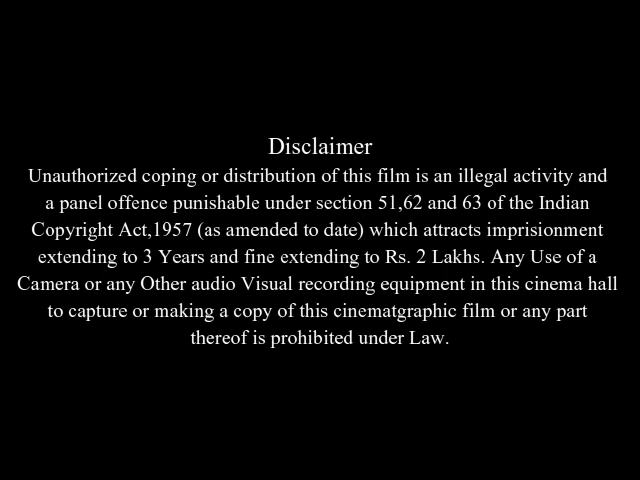 Disclaimer
Unauthorized coping or distribution of this film is an illegal activity and
a panel offence punishable under section 51,62 and 63 of the Indian
Copyright Act,1957 (as amended to date) which attracts imprisionment
extending to 3 Years and fine extending to Rs. 2 Lakhs. Any Use of a
Camera or any Other audio Visual recording equipment in this cinema hall
to capture or making a copy of this cinematgraphic film or any part
thereof is prohibited under Law.